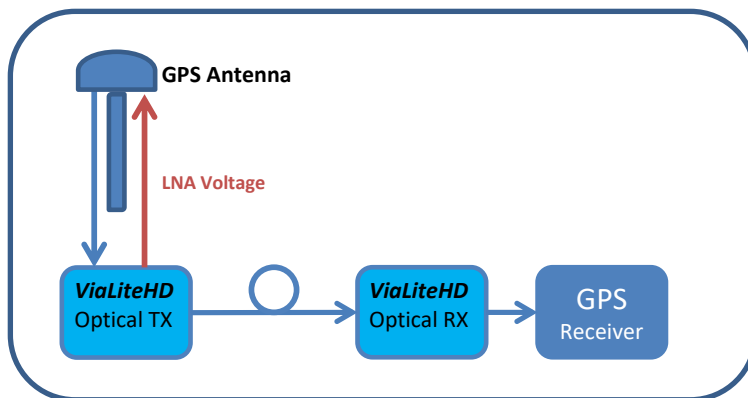 GPS Antenna
LNA Voltage
ViaLiteHD
Optical TX
ViaLiteHD
Optical RX
GPS
Receiver